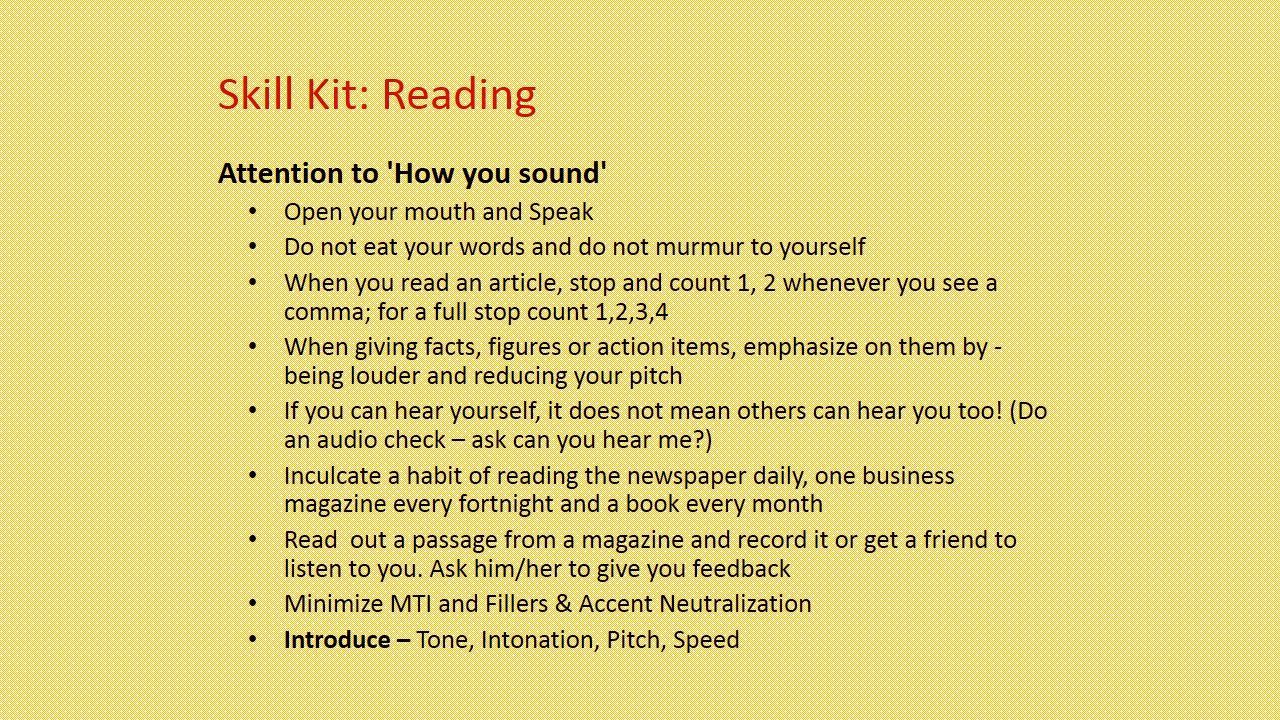 Skill Kit: Reading
Attention to 'How you sound'
• Open your mouth and Speak
• Do not eat your words and do not murmur to yourself
• When you read an article, stop and count 1, 2 whenever you see a
comma; for a full stop count 1,2,3,4
• When giving facts, figures or action items, emphasize on them by -
being louder and reducing your pitch
• If you can hear yourself, it does not mean others can hear you too! (Do
an audio check – ask can you hear me?)
• Inculcate a habit of reading the newspaper daily, one business
magazine every fortnight and a book every month
• Read  out a passage from a magazine and record it or get a friend to
listen to you. Ask him/her to give you feedback
• Minimize MTI and Fillers & Accent Neutralization
• Introduce – Tone, Intonation, Pitch, Speed